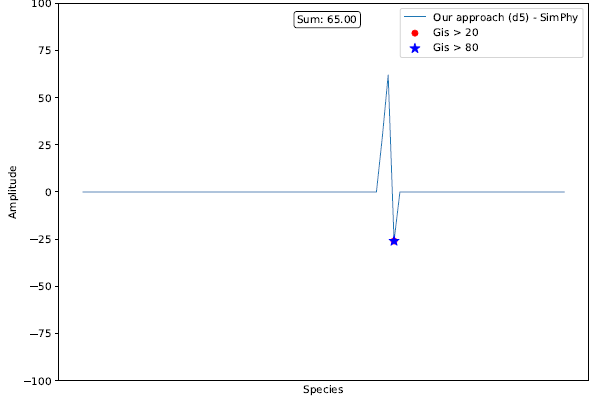 100
75
50
25
0
−25
−50
−75
−100
Amplitude
Species
Sum: 65.00
Our approach (d5) - SimPhy
Gis > 20
Gis > 80